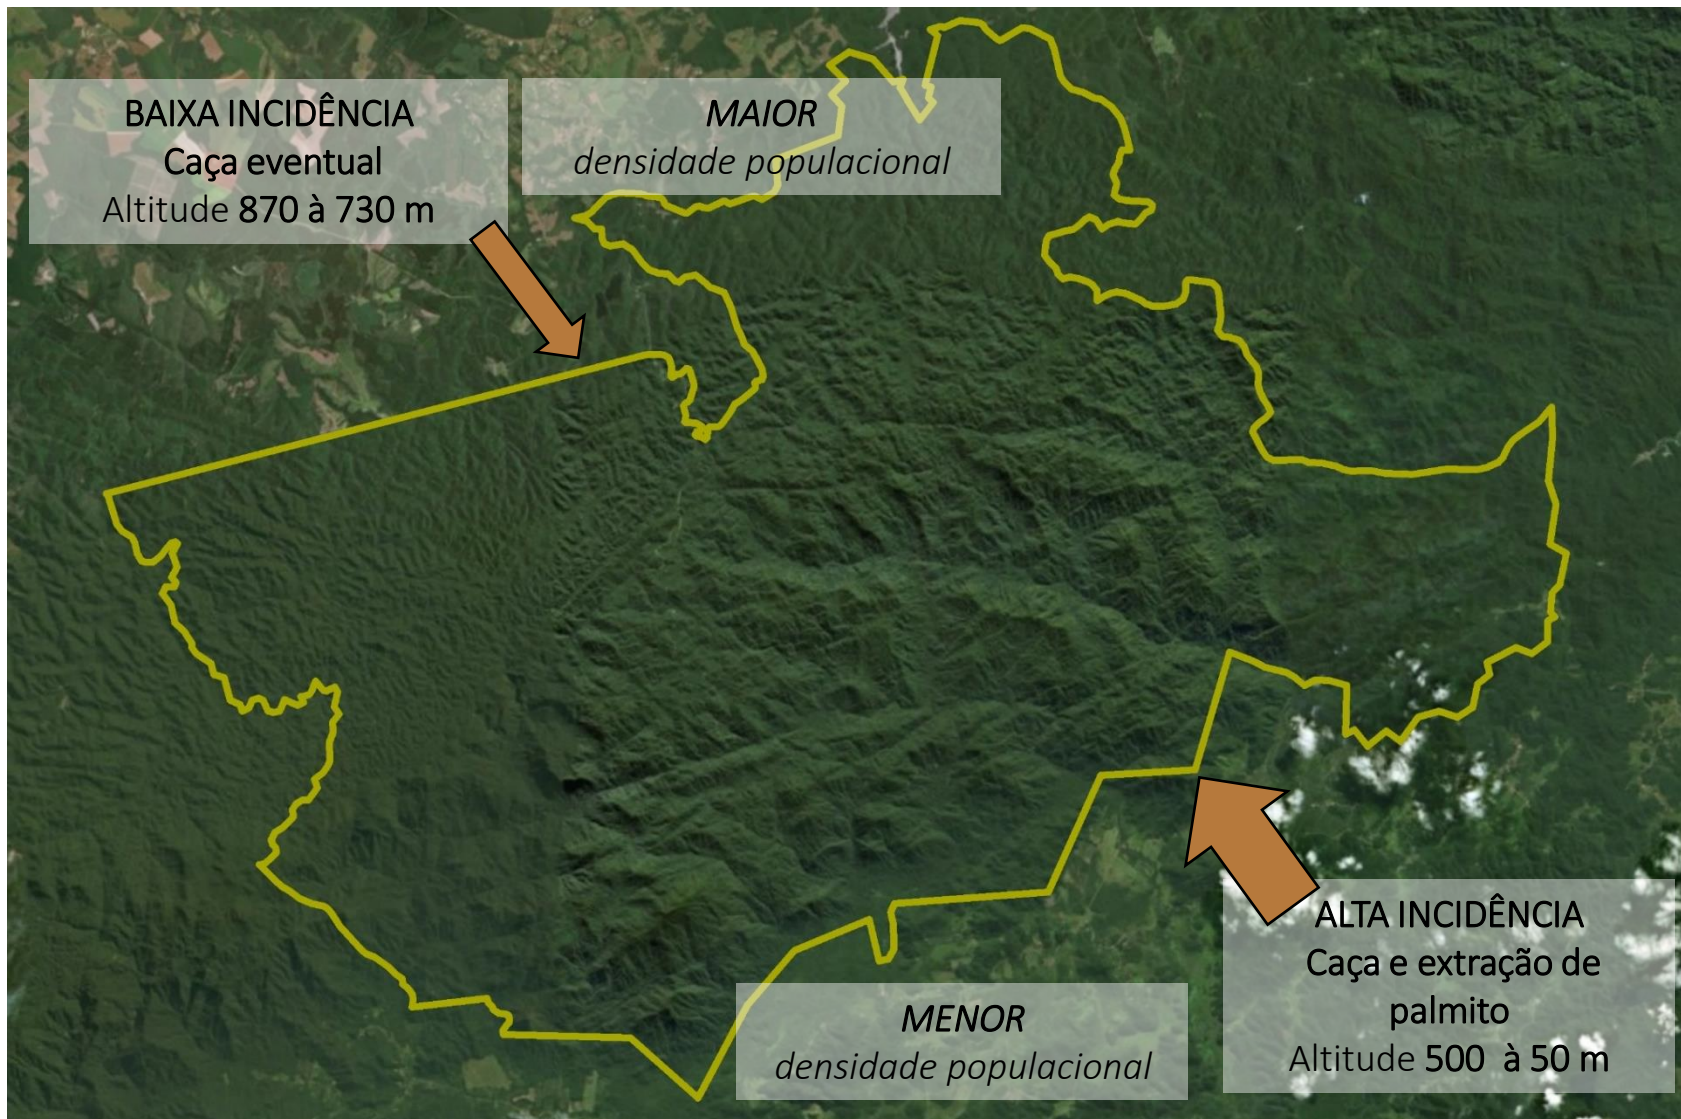 BAIXA INCIDÊNCIA
Caça eventual
Altitude 870 à 730 m
MAIOR
densidade populacional
ALTA INCIDÊNCIA
Caça e extração de
palmito
Altitude 500 à 50 m
MENOR
densidade populacional